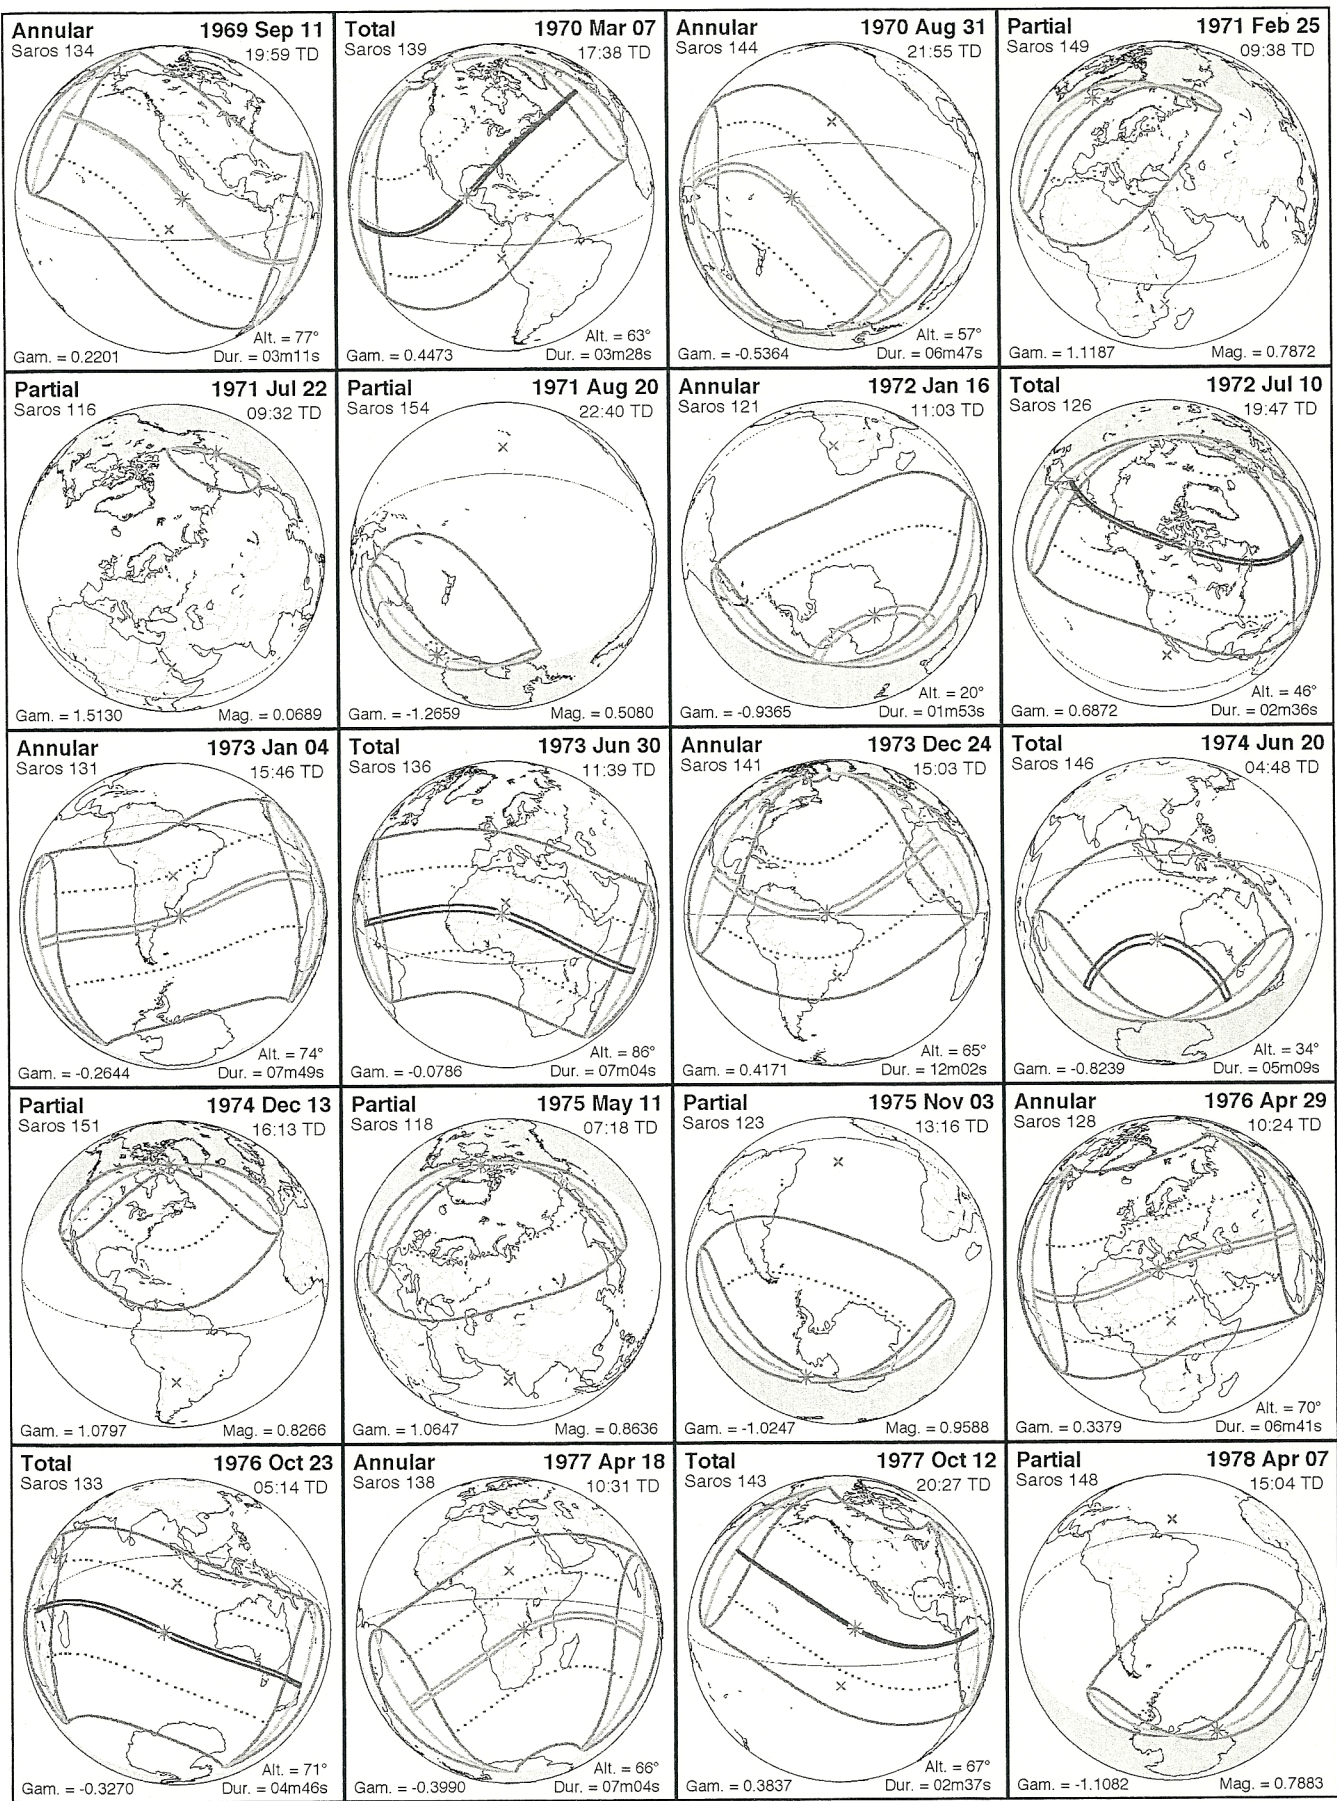 Annular 1969 Sep 11
Saros 134 19:59 TD
Alt. = 77°
Gam. = 0.2201 Dur. = 03m11s
Total 1970 Mar 07
Saros 139 17:38 TD
Alt. = 63°
Gam. = 0.4473 Dur. = 03m28s
Annular 1970 Aug 31
Saros 144 21:55 TD
Alt. = 57°
Gam. = -0.5364 Dur. = 06m47s
Partial 1971 Feb 25
Saros 149 09:38 TD
Gam. = 1.1187 Mag. = 0.7872
Partial 1971 Jul 22
Saros 116 09:32 TD
Gam. = 1.5130 Mag. = 0.0689
Partial 1971 Aug 20
Saros 154 22:40 TD
Gam. = -1.2659 Mag. = 0.5080
Annular 1972 Jan 16
Saros 121 11:03 TD
Alt. = 20°
Gam. = -0.9365 Dur. = 01m53s
Total 1972 Jul 10
Saros 126 19:47 TD
Alt. = 46°
Gam. = 0.6872 Dur. = 02m36s
Annular 1973 Jan 04
Saros 131 15:46 TD
Alt. = 74°
Gam. = -0.2644 Dur. = 07m49s
Total 1973 Jun 30
Saros 136 11:39 TD
Alt. = 86°
Gam. = -0.0786 Dur. = 07m04s
Annular 1973 Dec 24
Saros 141 15:03 TD
Alt. = 65°
Gam. = 0.4171 Dur. = 12m02s
Total 1974 Jun 20
Saros 146 04:48 TD
Alt. = 34°
Gam. = -0.8239 Dur. = 05m09s
Partial 1974 Dec 13
Saros 151 16:13 TD
Gam. = 1.0797 Mag. = 0.8266
Partial 1975 May 11
Saros 118 07:18 TD
Gam. = 1.0647 Mag. = 0.8636
Partial 1975 Nov 03
Saros 123 13:16 TD
Gam. = -1.0247 Mag. = 0.9588
Annular 1976 Apr 29
Saros 128 10:24 TD
Alt. = 70°
Gam. = 0.3379 Dur. = 06m41s
Total 1976 Oct 23
Saros 133 05:14 TD
Alt. = 71°
Gam. = -0.3270 Dur. = 04m46s
Annular 1977 Apr 18
Saros 138 10:31 TD
Alt. = 66°
Gam. = -0.3990 Dur. = 07m04s
Total 1977 Oct 12
Saros 143 20:27 TD
Alt. = 67°
Gam. = 0.3837 Dur. = 02m37s
Partial 1978 Apr 07
Saros 148 15:04 TD
Gam. = -1.1082 Mag. = 0.7883